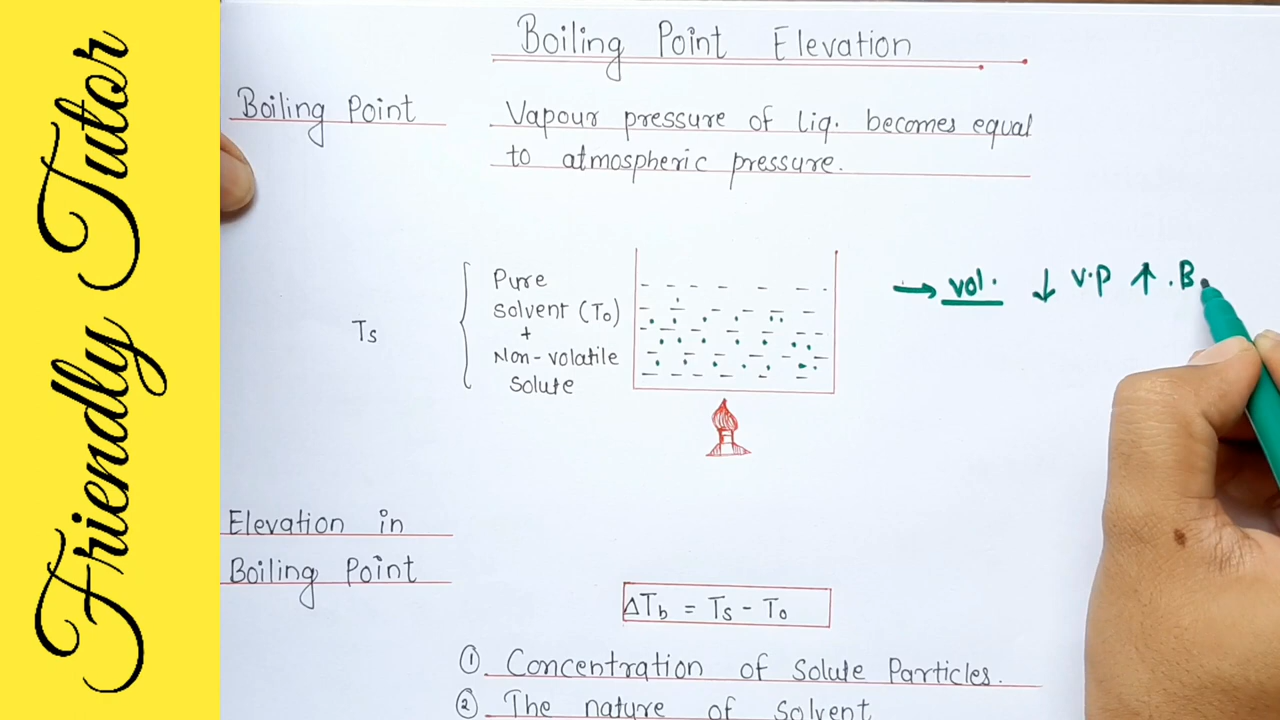 Friendly Tutor
Boiling Point Elevation
Boiling Point
Vapour pressure of Liq. becomes equal
to atmospheric pressure.
Ts
Pure
solvent (To)
+
Non-volatile
Solute
→ vol. ↓ v.p ↑ .B
Elevation in
Boiling Point
ΔTb = Ts - To
① Concentration of Solute Particles.
② The nature of Solvent